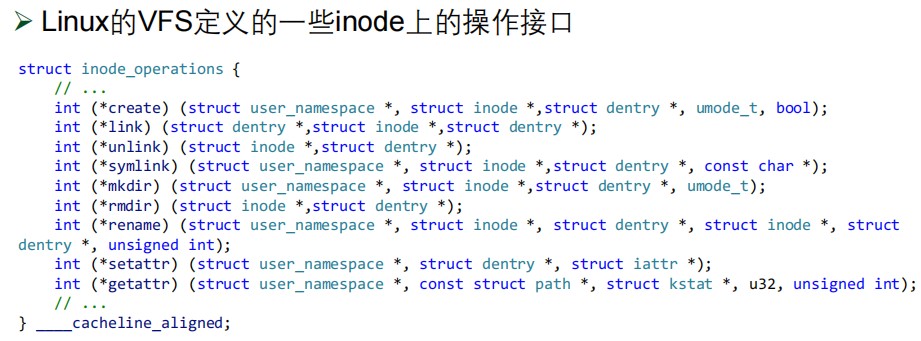 ➢ Linux的VFS定义的一些inode上的操作接口
struct inode_operations {
    // ...
    int (*create) (struct user_namespace *, struct inode *,struct dentry *, umode_t, bool);
    int (*link) (struct dentry *,struct inode *,struct dentry *);
    int (*unlink) (struct inode *,struct dentry *);
    int (*symlink) (struct user_namespace *, struct inode *,struct dentry *, const char *);
    int (*mkdir) (struct user_namespace *, struct inode *,struct dentry *, umode_t);
    int (*rmdir) (struct inode *,struct dentry *);
    int (*rename) (struct user_namespace *, struct inode *, struct dentry *, struct inode *, struct
dentry *, unsigned int);
    int (*setattr) (struct user_namespace *, struct dentry *, struct iattr *);
    int (*getattr) (struct user_namespace *, const struct path *, struct kstat *, u32, unsigned int);
    // ...
} ____cacheline_aligned;